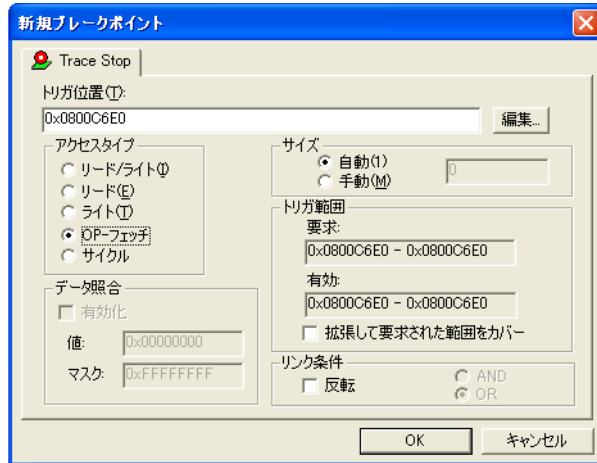 新規ブレークポイント
Trace Stop
トリガ位置(T):
0x0800C6E0
編集...
アクセスタイプ
リード/ライト(I)
リード(E)
ライト(T)
OP-フェッチ
サイクル
サイズ
自動(1)
手動(M)
0
トリガ範囲
要求:
0x0800C6E0 - 0x0800C6E0
有効:
0x0800C6E0 - 0x0800C6E0
拡張して要求された範囲をカバー
データ照合
有効化
値:
0x00000000
マスク:
0xFFFFFFFF
リンク条件
反転
AND
OR
OK
キャンセル